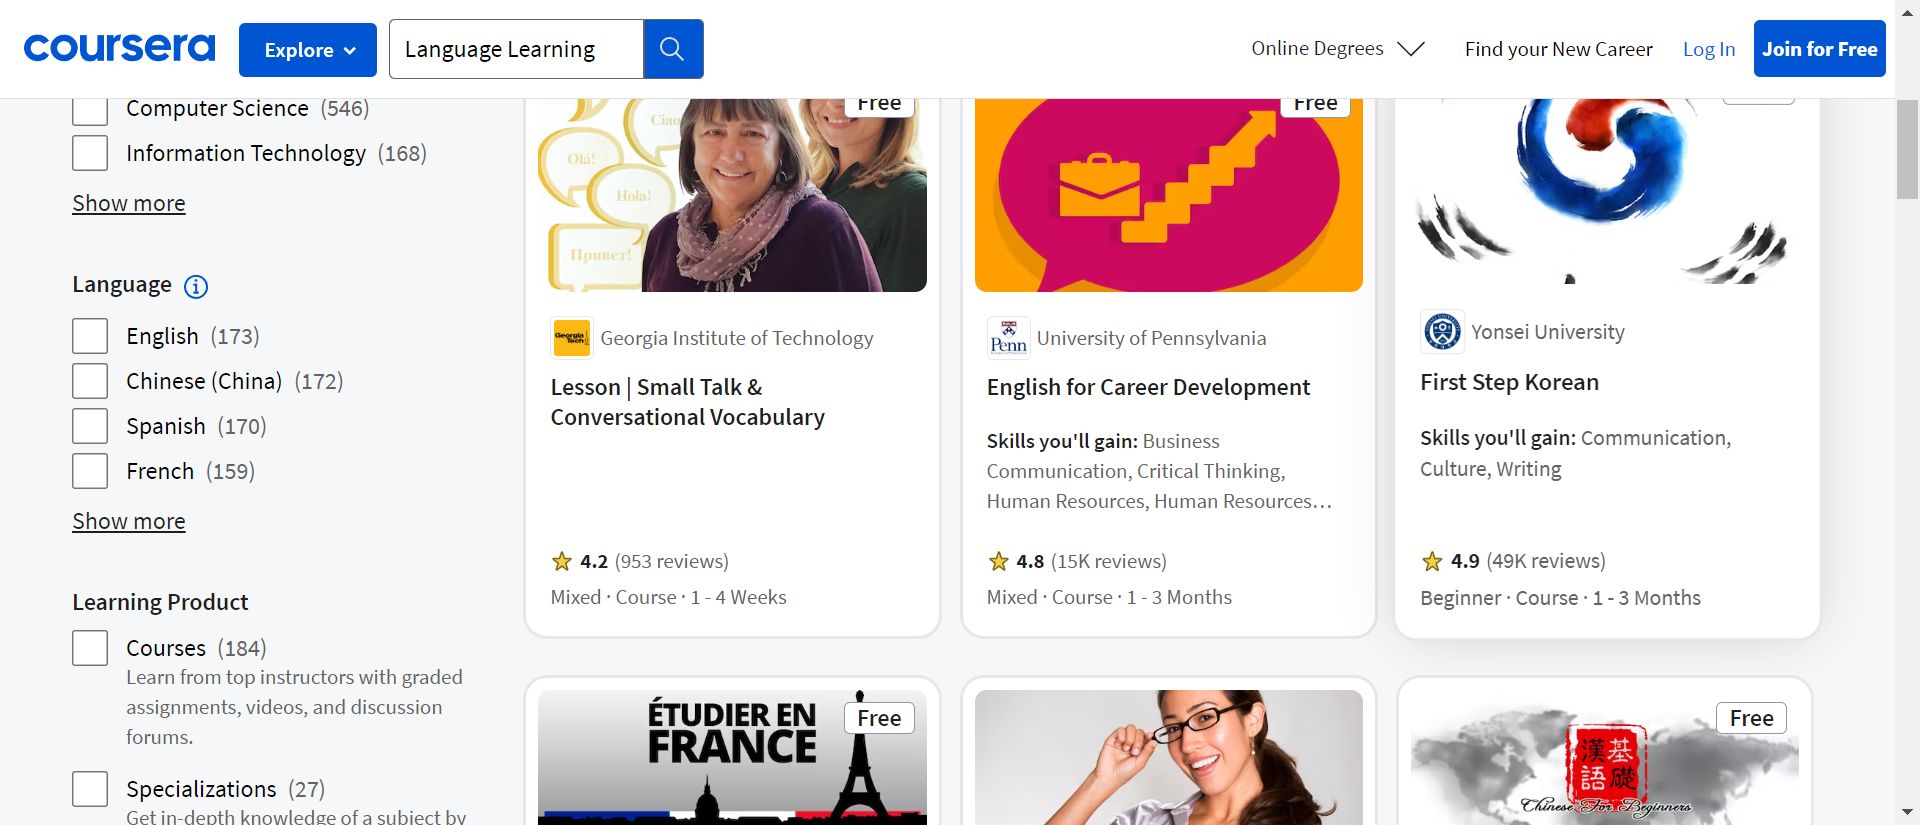 coursera
Explore
Language Learning
Online Degrees
Find your New Career
Log In
Join for Free
Computer Science (546)
Information Technology (168)
Show more
Language
English (173)
Chinese (China) (172)
Spanish (170)
French (159)
Show more
Learning Product
Courses (184)
Learn from top instructors with graded
assignments, videos, and discussion
forums.
Specializations (27)
Get in-depth knowledge of a subject by
Free
Ciao
Olá!
Hola!
Привет!
Georgia Tech
Georgia Institute of Technology
Lesson | Small Talk &
Conversational Vocabulary
4.2 (953 reviews)
Mixed · Course · 1 - 4 Weeks
Free
Penn
University of Pennsylvania
English for Career Development
Skills you'll gain: Business
Communication, Critical Thinking,
Human Resources, Human Resources…
4.8 (15K reviews)
Mixed · Course · 1 - 3 Months
Yonsei University
First Step Korean
Skills you'll gain: Communication,
Culture, Writing
4.9 (49K reviews)
Beginner · Course · 1 - 3 Months
ÉTUDIER EN
FRANCE
Free
Free
漢基
語礎
Chinese For Beginners